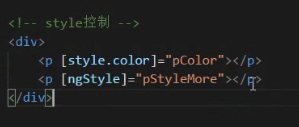 <!-- style控制 -->
<div>
<p [style.color]="pColor"></p>
<p [ngStyle]="pStyleMore"></p>
</div>